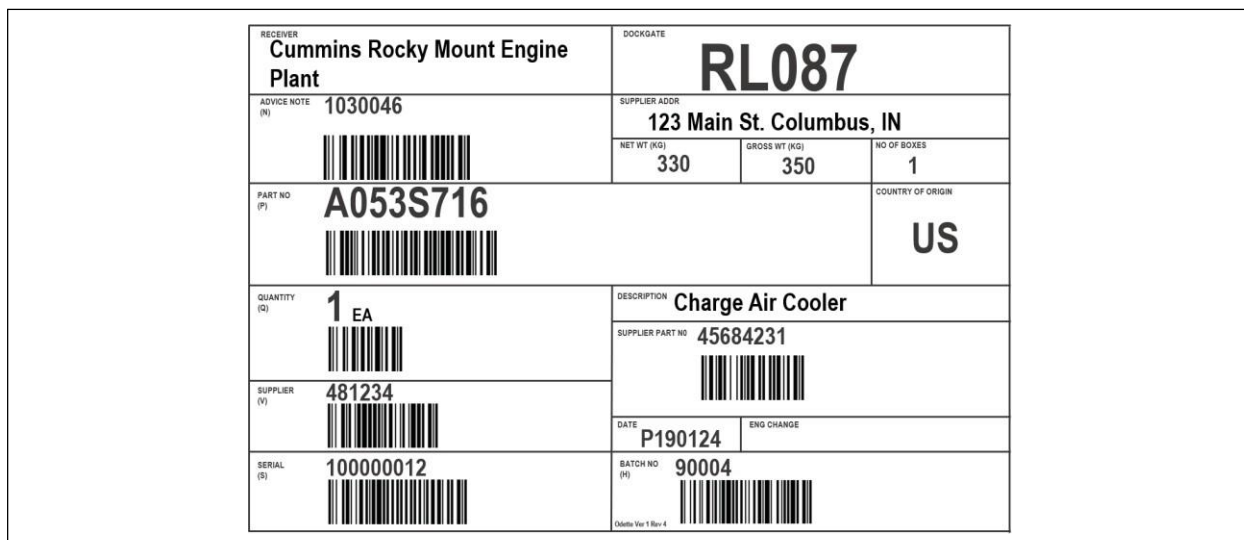 RECEIVER
Cummins Rocky Mount Engine
Plant
DOCKGATE
RL087
ADVICE NOTE
(N)
1030046
SUPPLIER ADDR
123 Main St. Columbus, IN
NET WT (KG)
330
GROSS WT (KG)
350
NO OF BOXES
1
PART NO
(P)
A053S716
COUNTRY OF ORIGIN
US
QUANTITY
(Q)
1 EA
DESCRIPTION Charge Air Cooler
SUPPLIER PART N0 45684231
SUPPLIER
(V)
481234
DATE
P190124
ENG CHANGE
SERIAL
(S)
100000012
BATCH NO
(H)
90004
Odette Ver 1 Rev 4